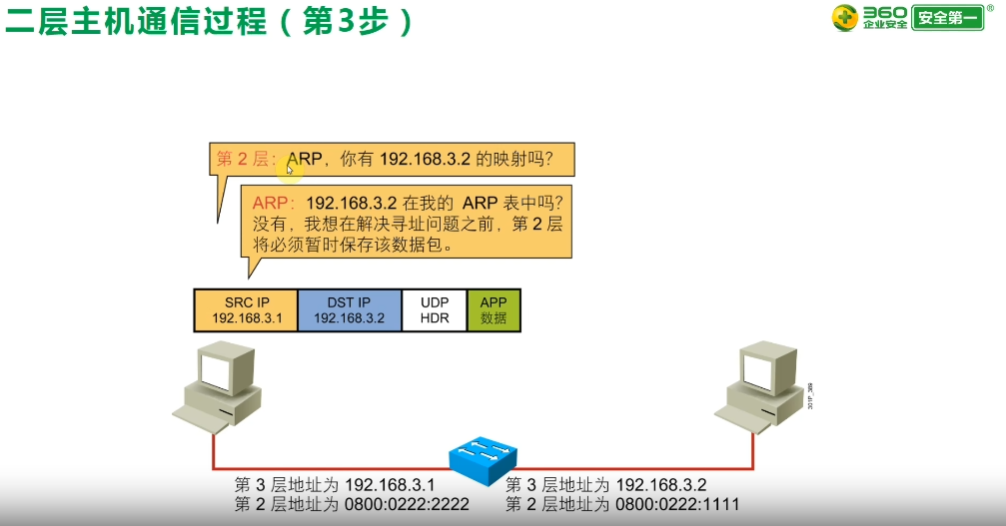 二层主机通信过程（第3步）
360
企业安全
安全第一
®
第 2 层：ARP，你有 192.168.3.2 的映射吗？
ARP：192.168.3.2 在我的 ARP 表中吗？
没有，我想在解决寻址问题之前，第 2 层
将必须暂时保存该数据包。
SRC IP
192.168.3.1
DST IP
192.168.3.2
UDP
HDR
APP
数据
201P_369
第 3 层地址为 192.168.3.1
第 2 层地址为 0800:0222:2222
第 3 层地址为 192.168.3.2
第 2 层地址为 0800:0222:1111